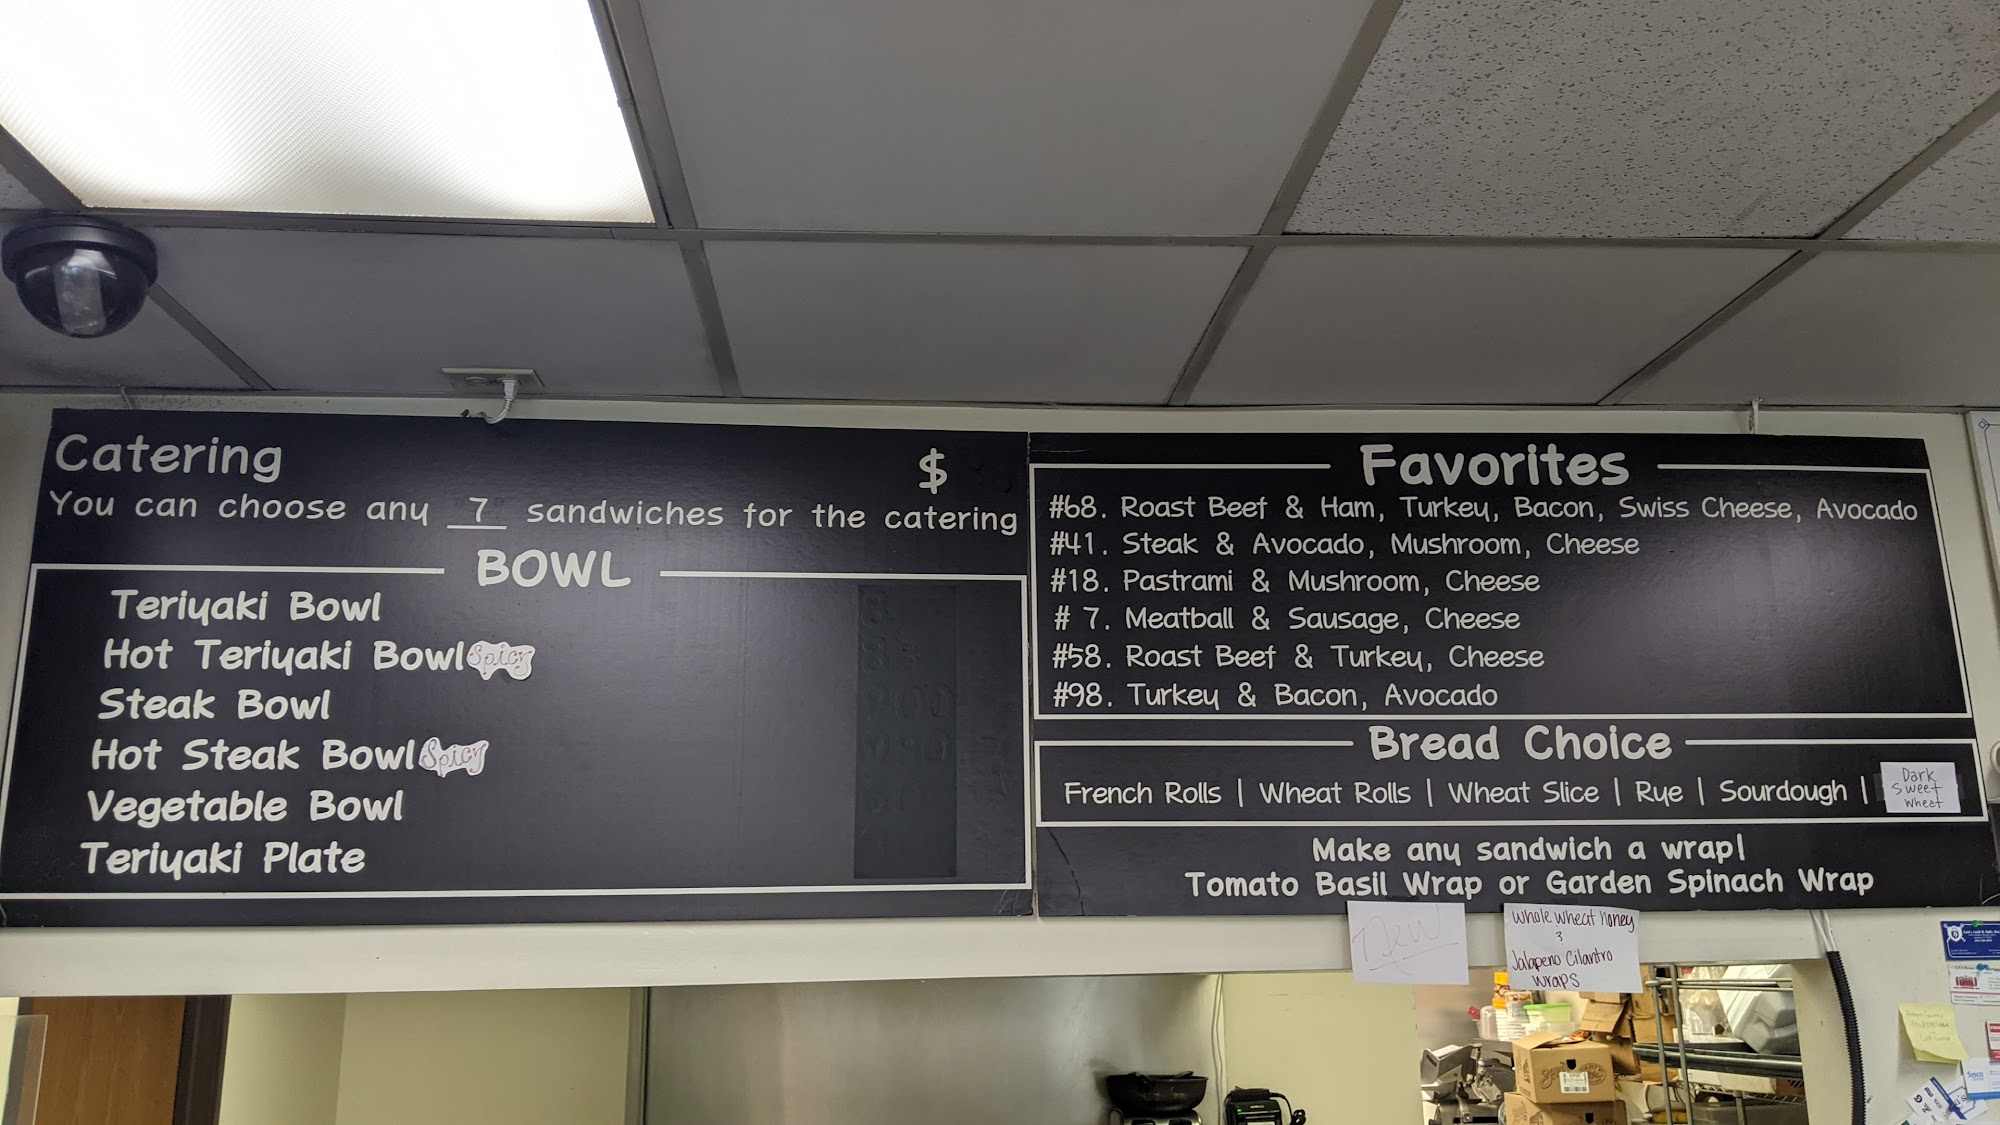 Catering
$
You can choose any 7 sandwiches for the catering
BOWL
Teriyaki Bowl
Hot Teriyaki Bowl Spicy
Steak Bowl
Hot Steak Bowl Spicy
Vegetable Bowl
Teriyaki Plate
Favorites
#68. Roast Beef & Ham, Turkey, Bacon, Swiss Cheese, Avocado
#41. Steak & Avocado, Mushroom, Cheese
#18. Pastrami & Mushroom, Cheese
# 7. Meatball & Sausage, Cheese
#58. Roast Beef & Turkey, Cheese
#98. Turkey & Bacon, Avocado
Bread Choice
French Rolls | Wheat Rolls | Wheat Slice | Rye | Sourdough |
Dark
Sweet
Wheat
Make any sandwich a wrap!
Tomato Basil Wrap or Garden Spinach Wrap
New
Whole Wheat Honey
&
Jalapeno Cilantro
Wraps
Sysco